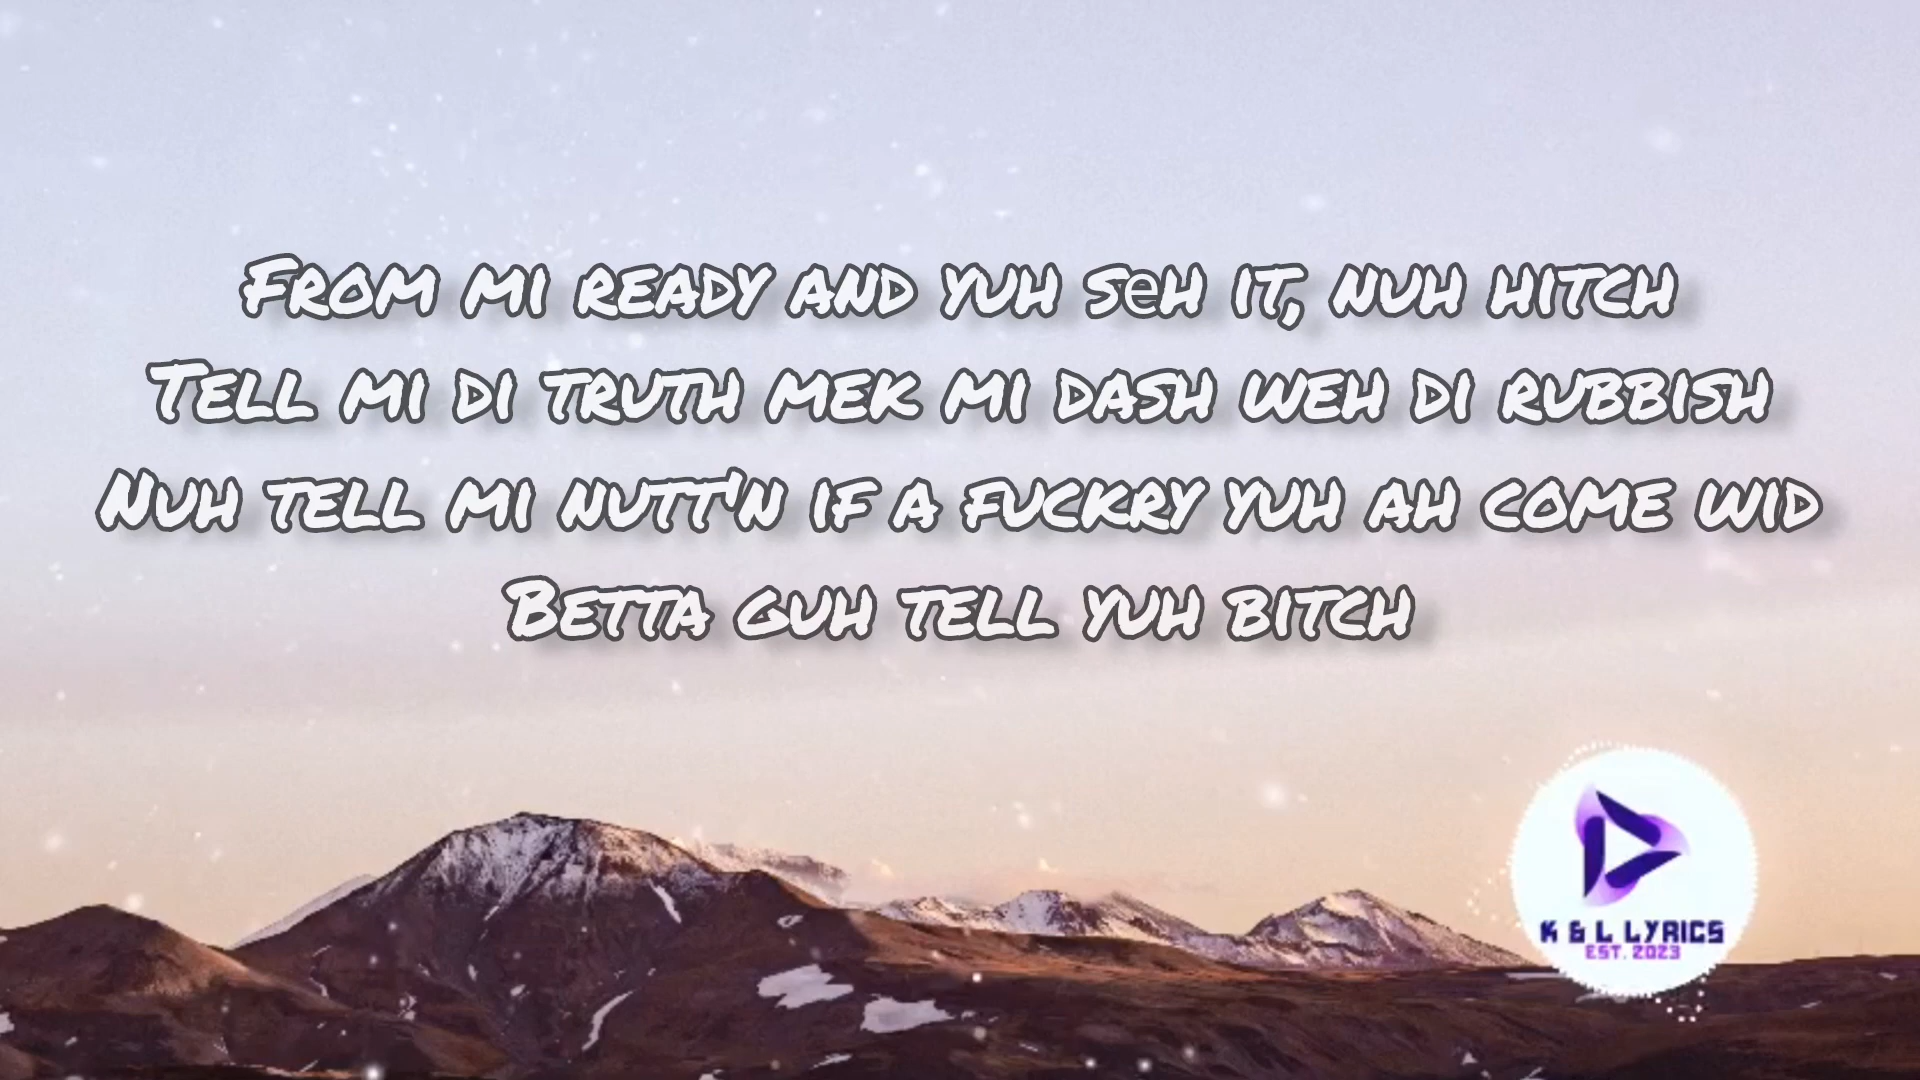 From mi ready and yuh seh it, nuh hitch
Tell mi di truth mek mi dash weh di rubbish
Nuh tell mi nutt'n if a fuckry yuh ah come wid
Betta guh tell yuh bitch
K & L LYRICS
EST. 2023